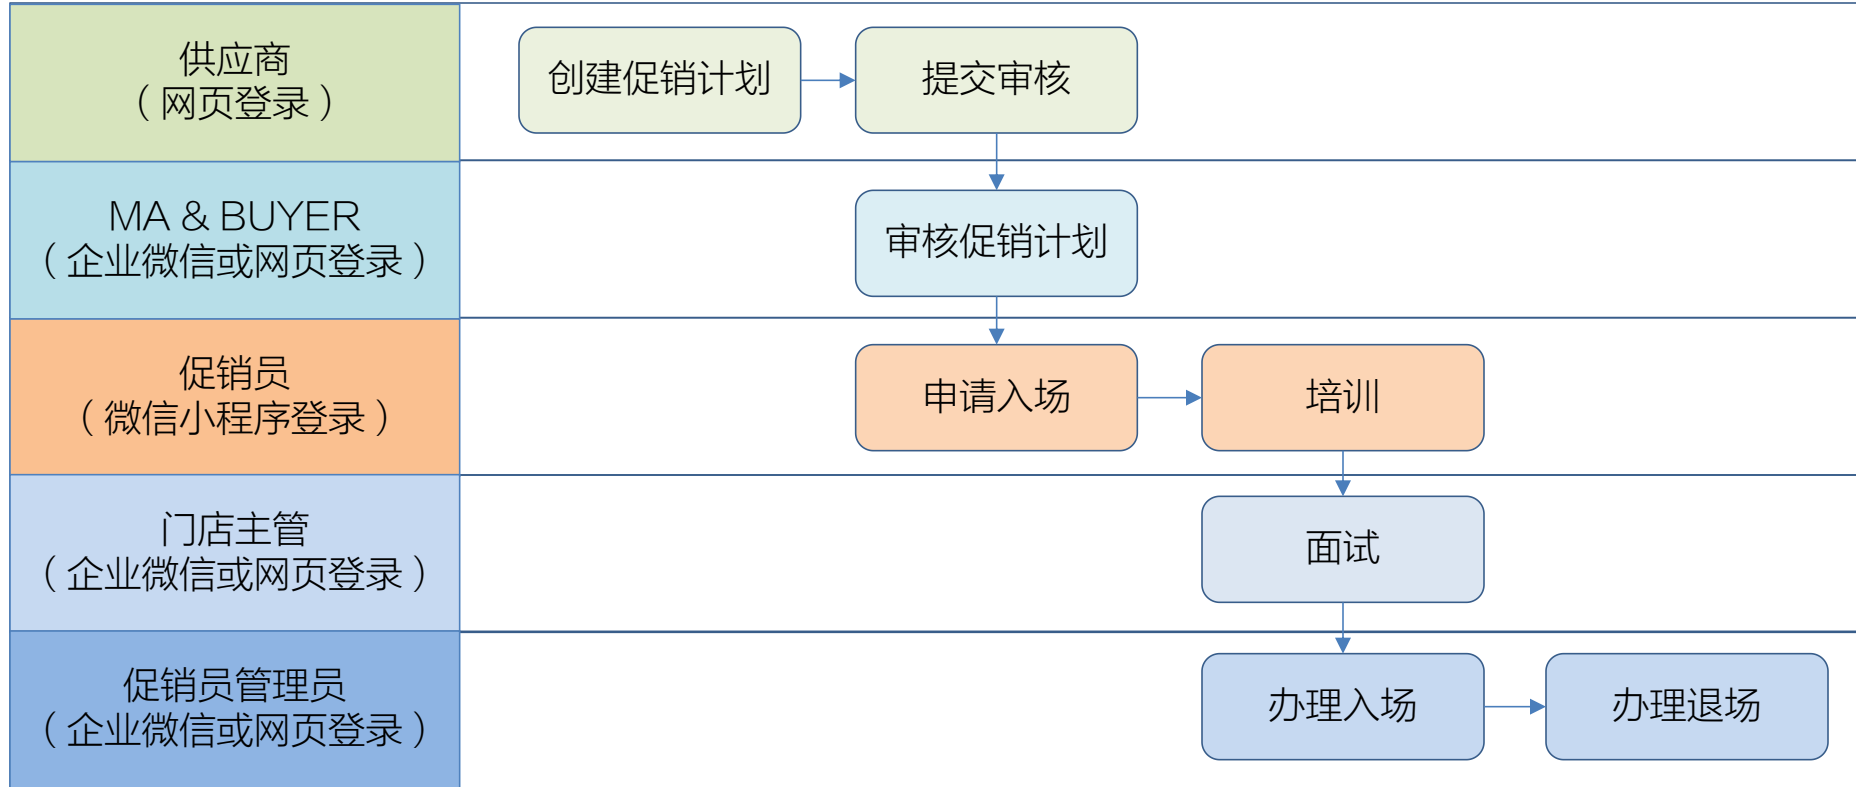 供应商
（网页登录）
创建促销计划
提交审核
MA & BUYER
（企业微信或网页登录）
审核促销计划
促销员
（微信小程序登录）
申请入场
培训
门店主管
（企业微信或网页登录）
面试
促销员管理员
（企业微信或网页登录）
办理入场
办理退场